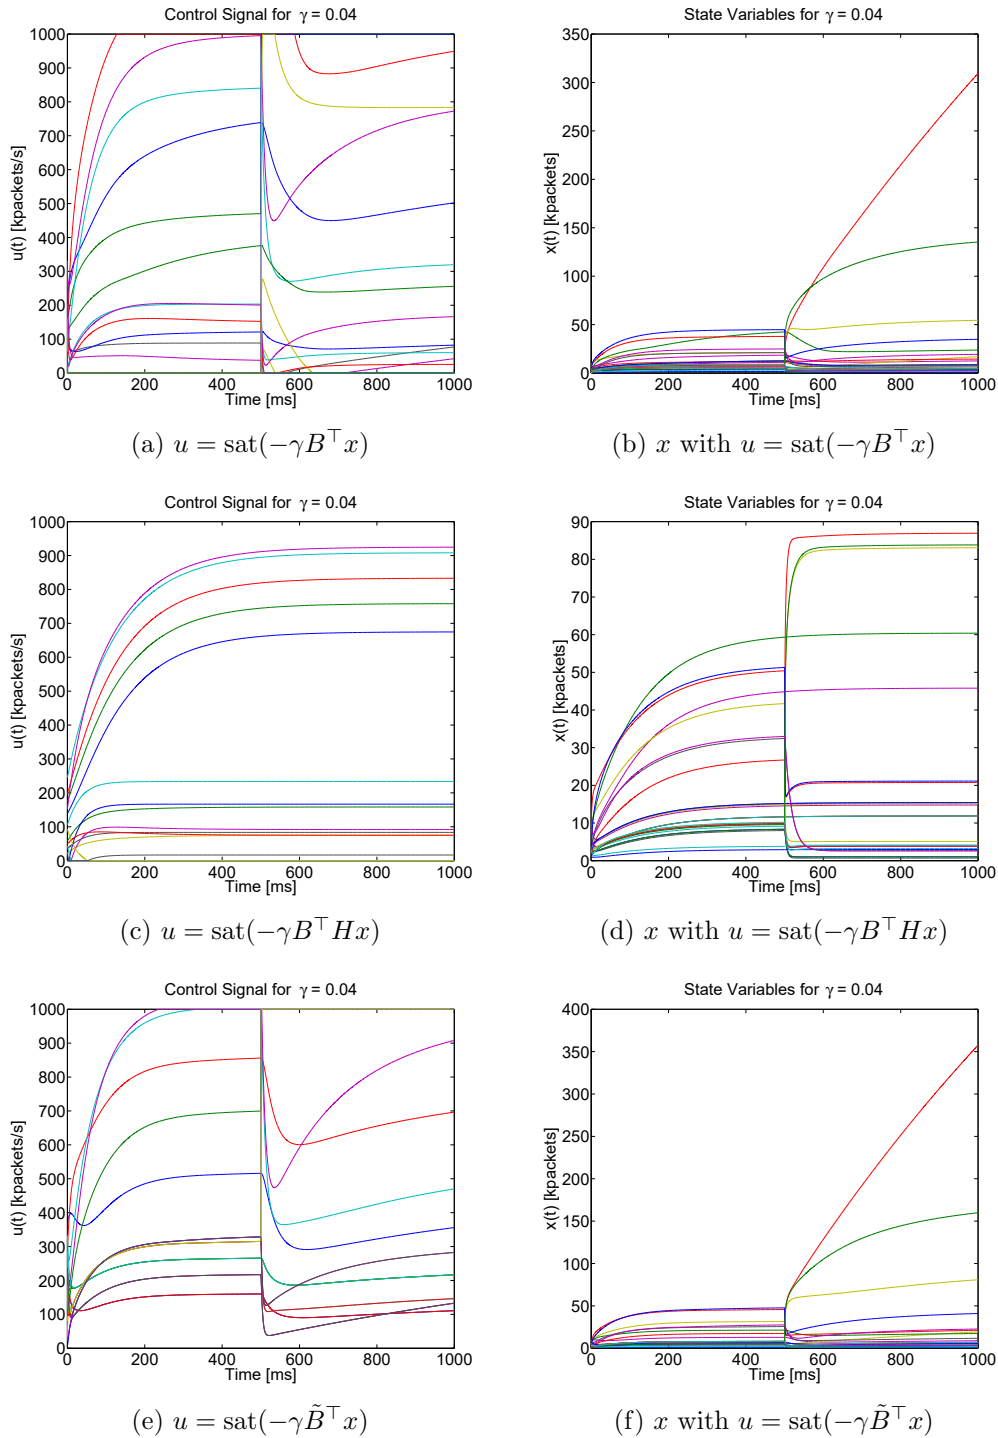 Control Signal for γ = 0.04
State Variables for γ = 0.04
1000
900
800
700
600
500
400
300
200
100
0
u(t) [kpackets/s]
0 200 400 600 800 1000
Time [ms]
350
300
250
200
150
100
50
0
x(t) [kpackets]
0 200 400 600 800 1000
Time [ms]
(a) u = sat(−γB⊤x)
(b) x with u = sat(−γB⊤x)
Control Signal for γ = 0.04
State Variables for γ = 0.04
1000
900
800
700
600
500
400
300
200
100
0
u(t) [kpackets/s]
0 200 400 600 800 1000
Time [ms]
90
80
70
60
50
40
30
20
10
0
x(t) [kpackets]
0 200 400 600 800 1000
Time [ms]
(c) u = sat(−γB⊤Hx)
(d) x with u = sat(−γB⊤Hx)
Control Signal for γ = 0.04
State Variables for γ = 0.04
1000
900
800
700
600
500
400
300
200
100
0
u(t) [kpackets/s]
0 200 400 600 800 1000
Time [ms]
400
350
300
250
200
150
100
50
0
x(t) [kpackets]
0 200 400 600 800 1000
Time [ms]
(e) u = sat(−γB̃⊤x)
(f) x with u = sat(−γB̃⊤x)